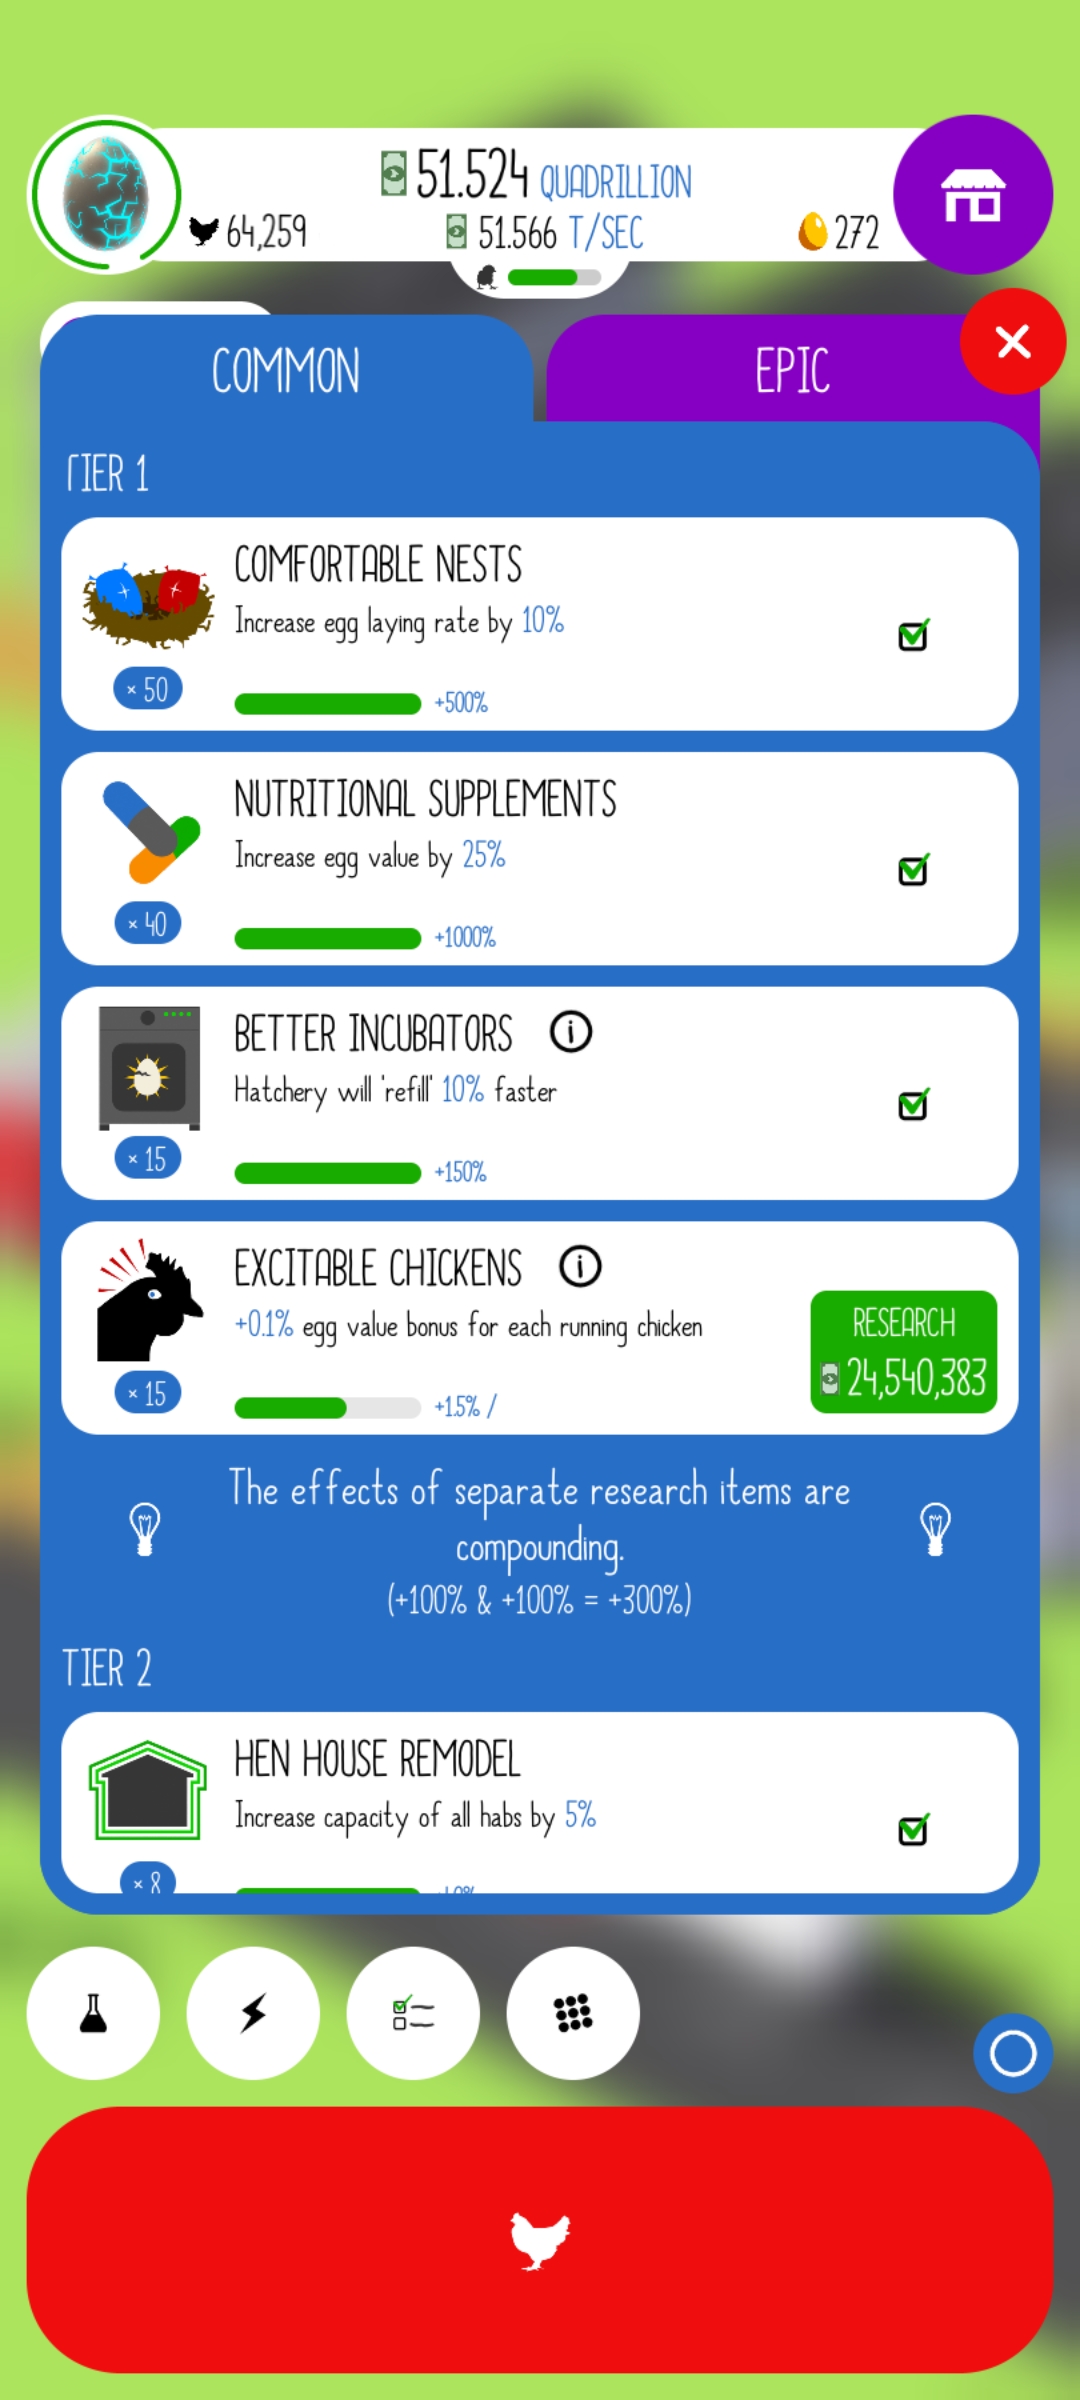 51.524 QUADRILLION
64,259
51.566 T/SEC
272
COMMON
EPIC
TIER 1
COMFORTABLE NESTS
Increase egg laying rate by 10%
× 50
+500%
NUTRITIONAL SUPPLEMENTS
Increase egg value by 25%
× 40
+1000%
BETTER INCUBATORS
Hatchery will 'refill' 10% faster
× 15
+150%
EXCITABLE CHICKENS
+0.1% egg value bonus for each running chicken
RESEARCH
24,540,383
× 15
+1.5% /
The effects of separate research items are
compounding.
(+100% & +100% = +300%)
TIER 2
HEN HOUSE REMODEL
Increase capacity of all habs by 5%
× 8